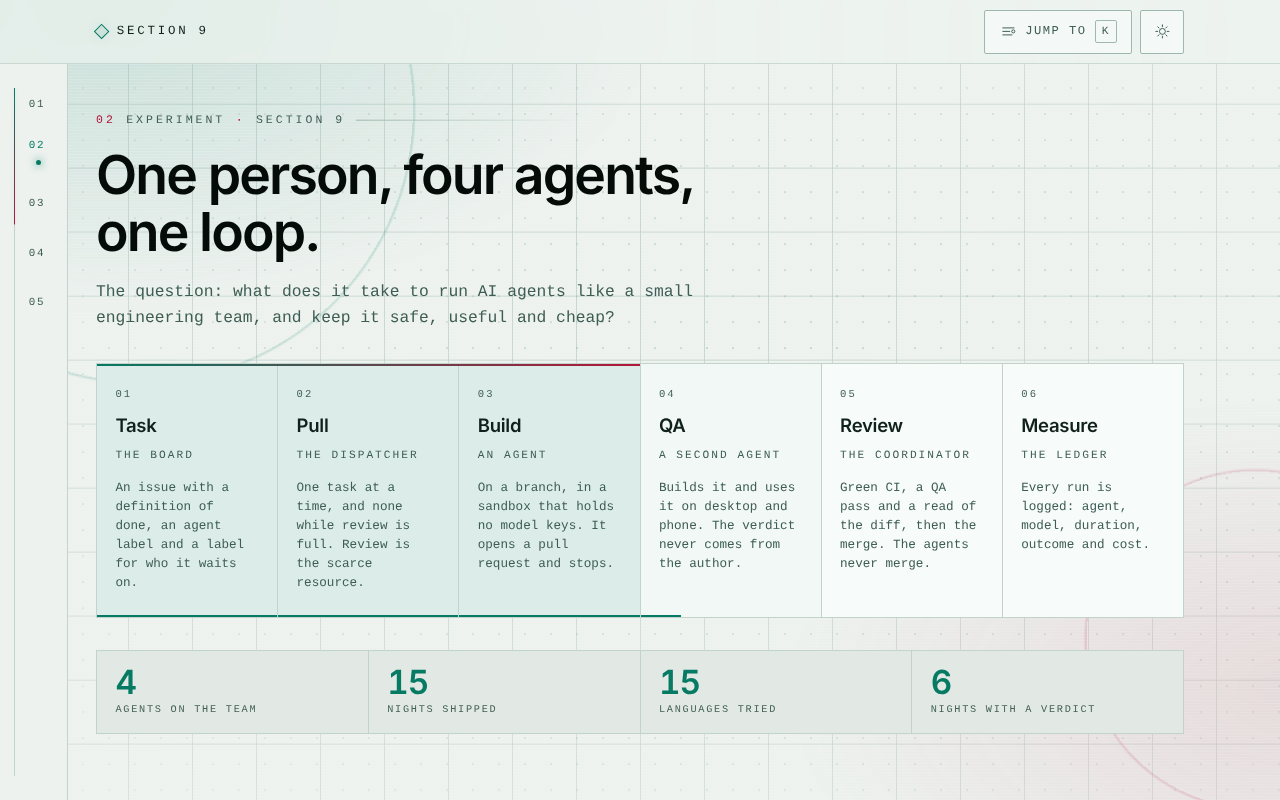 SECTION 9
JUMP TO K
01
02
03
04
05
02 EXPERIMENT · SECTION 9
One person, four agents,
one loop.
The question: what does it take to run AI agents like a small
engineering team, and keep it safe, useful and cheap?
01
Task
THE BOARD
An issue with a
definition of
done, an agent
label and a label
for who it waits
on.
02
Pull
THE DISPATCHER
One task at a
time, and none
while review is
full. Review is
the scarce
resource.
03
Build
AN AGENT
On a branch, in a
sandbox that holds
no model keys. It
opens a pull
request and stops.
04
QA
A SECOND AGENT
Builds it and uses
it on desktop and
phone. The verdict
never comes from
the author.
05
Review
THE COORDINATOR
Green CI, a QA
pass and a read of
the diff, then the
merge. The agents
never merge.
06
Measure
THE LEDGER
Every run is
logged: agent,
model, duration,
outcome and cost.
4
AGENTS ON THE TEAM
15
NIGHTS SHIPPED
15
LANGUAGES TRIED
6
NIGHTS WITH A VERDICT